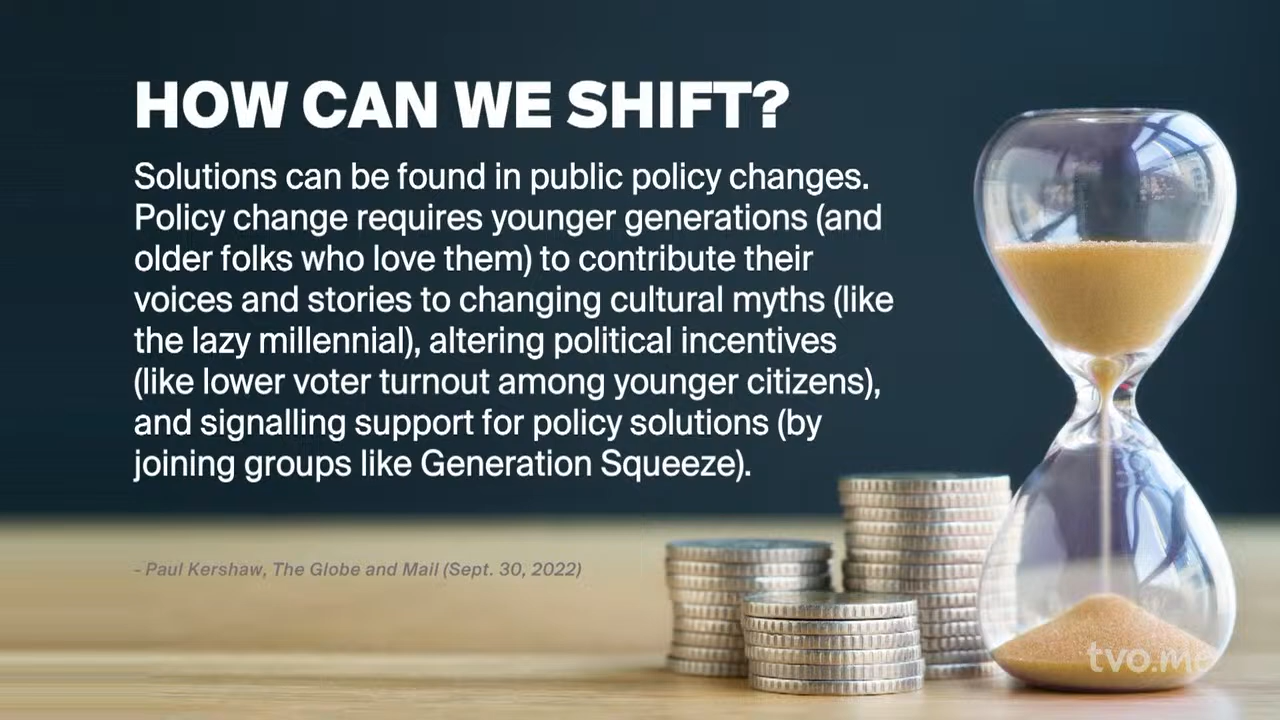 HOW CAN WE SHIFT?
Solutions can be found in public policy changes.
Policy change requires younger generations (and
older folks who love them) to contribute their
voices and stories to changing cultural myths (like
the lazy millennial), altering political incentives
(like lower voter turnout among younger citizens),
and signalling support for policy solutions (by
joining groups like Generation Squeeze).
- Paul Kershaw, The Globe and Mail (Sept. 30, 2022)
tvo.me